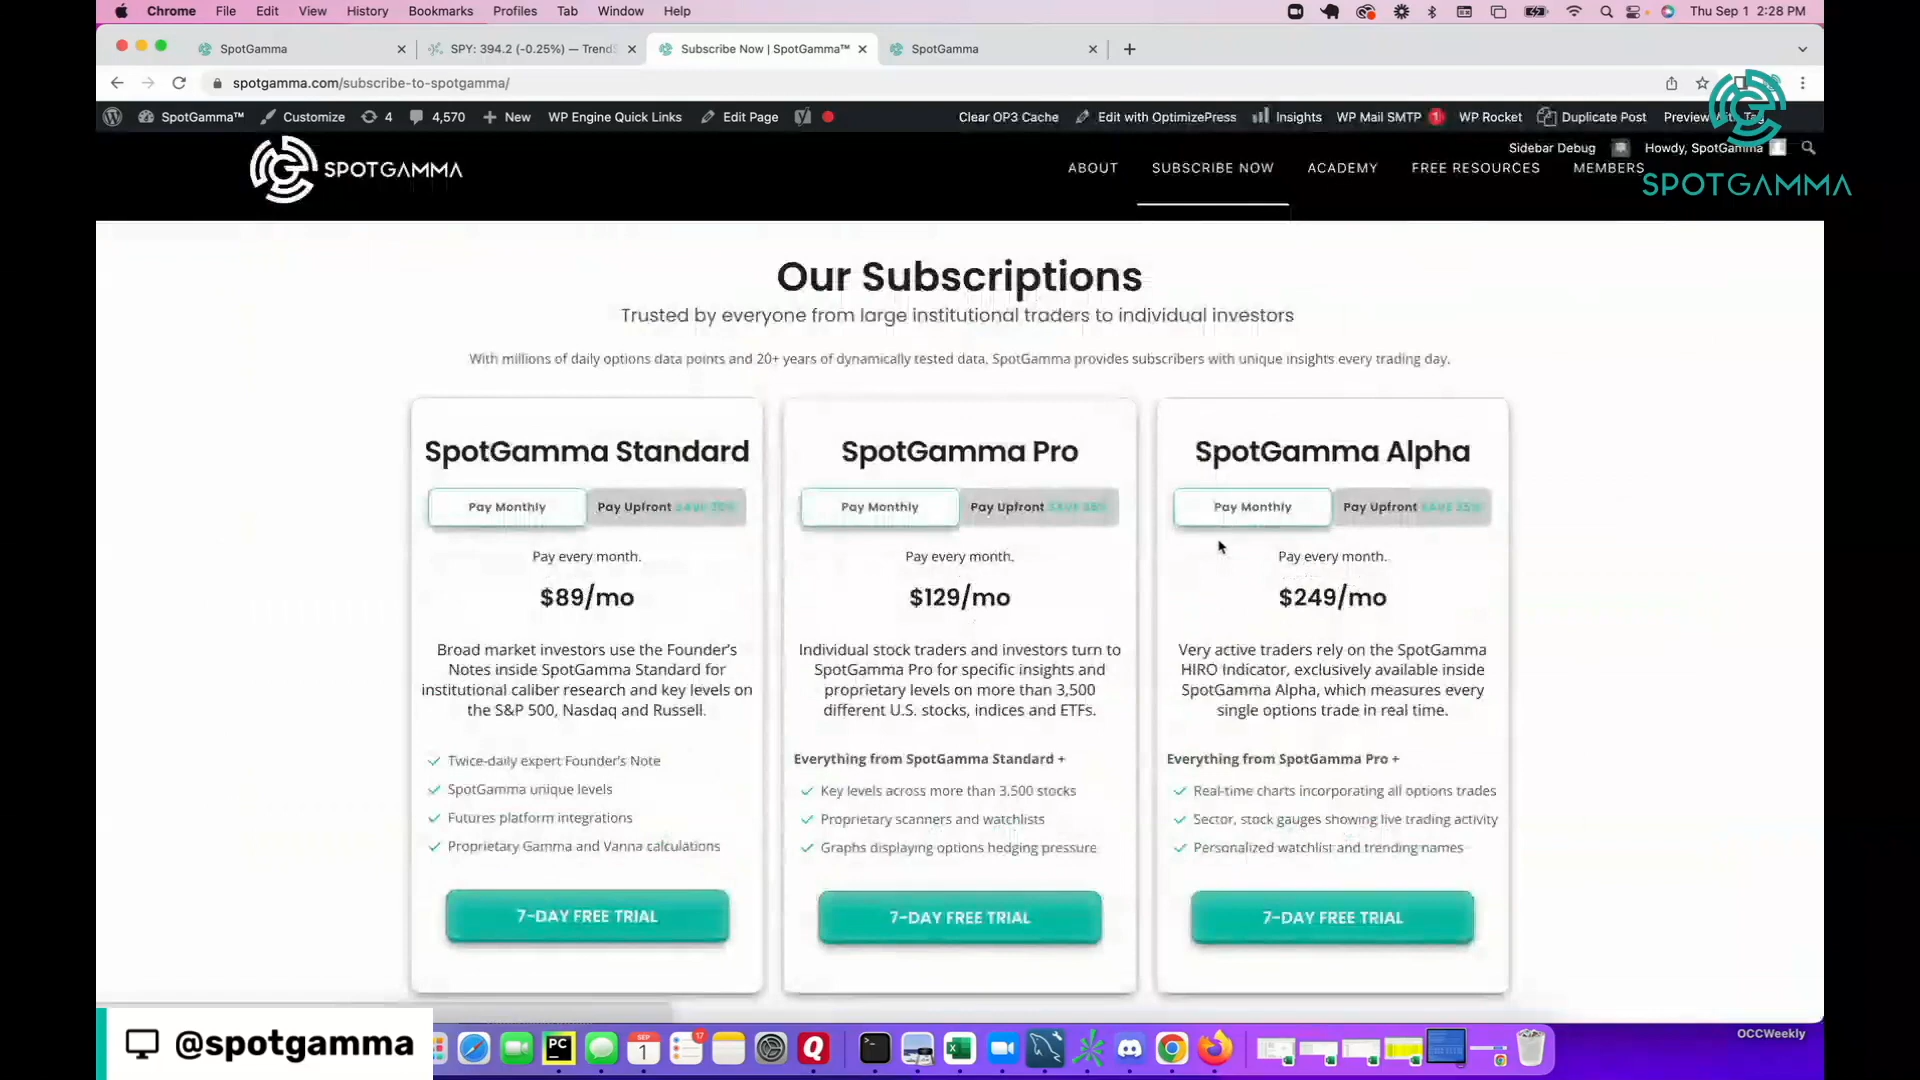 Chrome File Edit View History Bookmarks Profiles Tab Window Help
Thu Sep 1 2:28 PM
SpotGamma
SPY: 394.2 (-0.25%) — Trend
Subscribe Now | SpotGamma™
SpotGamma
spotgamma.com/subscribe-to-spotgamma/
SpotGamma™ Customize 4 4,570 New WP Engine Quick Links Edit Page
Clear OP3 Cache Edit with OptimizePress Insights WP Mail SMTP 1 WP Rocket Duplicate Post Preview
Sidebar Debug Howdy, SpotGamma
SPOTGAMMA
ABOUT SUBSCRIBE NOW ACADEMY FREE RESOURCES MEMBERS
SPOTGAMMA
Our Subscriptions
Trusted by everyone from large institutional traders to individual investors
With millions of daily options data points and 20+ years of dynamically tested data, SpotGamma provides subscribers with unique insights every trading day.
SpotGamma Standard
Pay Monthly Pay Upfront
Pay every month.
$89/mo
Broad market investors use the Founder's
Notes inside SpotGamma Standard for
institutional caliber research and key levels on
the S&P 500, Nasdaq and Russell.
Twice-daily expert Founder's Note
SpotGamma unique levels
Futures platform integrations
Proprietary Gamma and Vanna calculations
7-DAY FREE TRIAL
SpotGamma Pro
Pay Monthly Pay Upfront
Pay every month.
$129/mo
Individual stock traders and investors turn to
SpotGamma Pro for specific insights and
proprietary levels on more than 3,500
different U.S. stocks, indices and ETFs.
Everything from SpotGamma Standard +
Key levels across more than 3,500 stocks
Proprietary scanners and watchlists
Graphs displaying options hedging pressure
7-DAY FREE TRIAL
SpotGamma Alpha
Pay Monthly Pay Upfront
Pay every month.
$249/mo
Very active traders rely on the SpotGamma
HIRO Indicator, exclusively available inside
SpotGamma Alpha, which measures every
single options trade in real time.
Everything from SpotGamma Pro +
Real-time charts incorporating all options trades
Sector, stock gauges showing live trading activity
Personalized watchlist and trending names
7-DAY FREE TRIAL
OCCWeekly
@spotgamma
PC
SEP
1
17